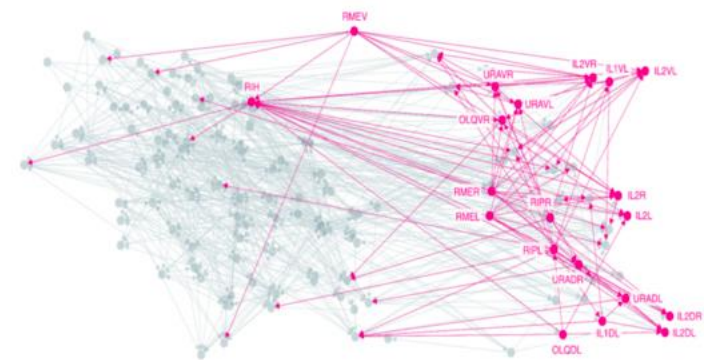 RMEV
IL2VR
IL1VL
IL2VL
URAVR
RIH
URAVL
OLQVR
RMER
IL2R
RIPR
RMEL
IL2L
RIPL
URADR
URADL
IL2DR
IL1DL
IL2DL
OLQDL